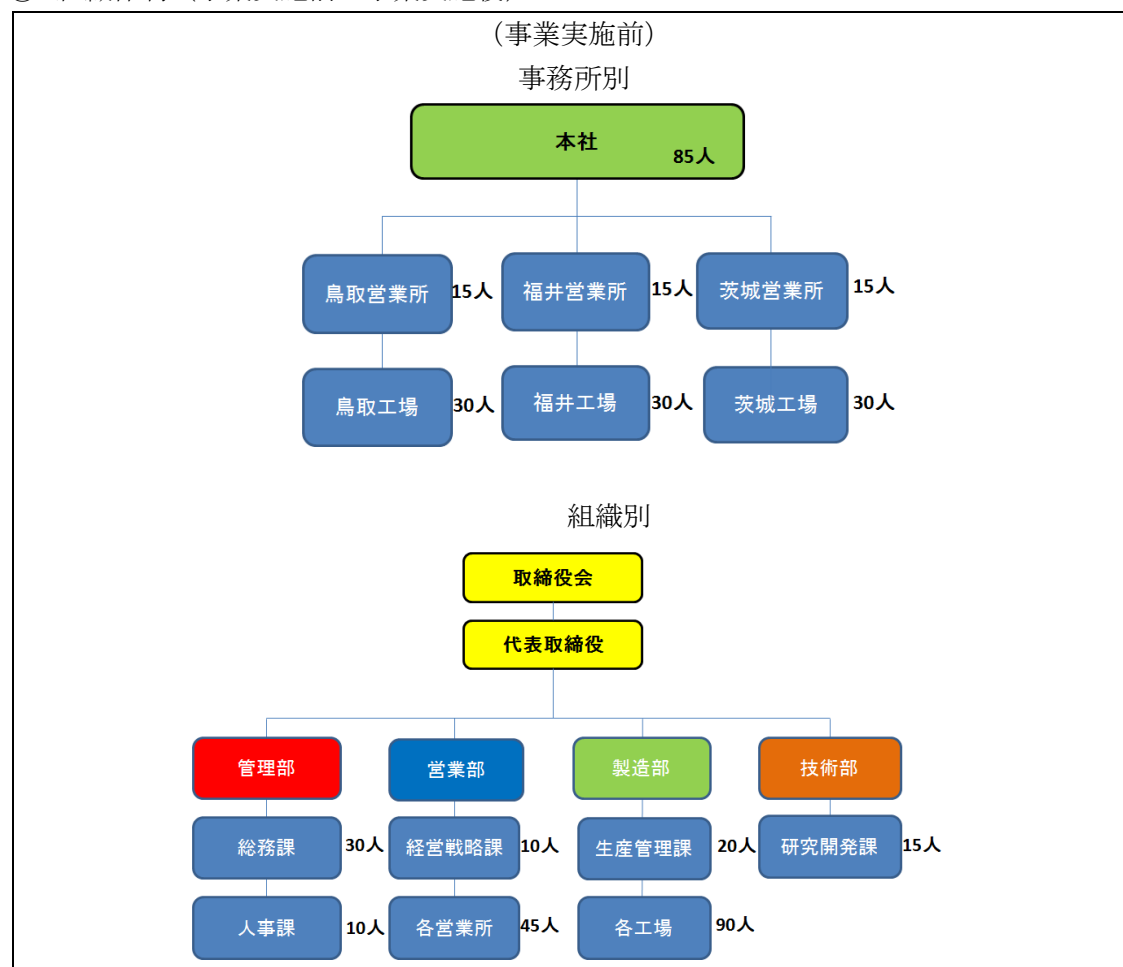 (事業実施前)
事務所別
本社
85人
鳥取営業所 15人 福井営業所 15人 茨城営業所 15人
鳥取工場 30人 福井工場 30人 茨城工場 30人
組織別
取締役会
代表取締役
管理部 営業部 製造部 技術部
総務課 30人 経営戦略課 10人 生産管理課 20人 研究開発課 15人
人事課 10人 各営業所 45人 各工場 90人